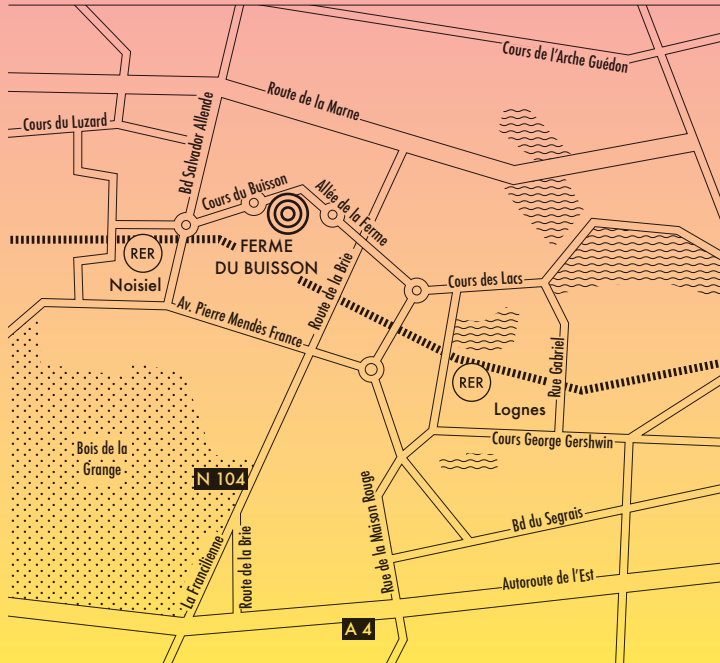 Cours de l'Arche Guédon
Route de la Marne
Bd Salvador Allende
Cours du Luzard
Cours du Buisson
Allée de la Ferme
RER
Noisiel
FERME
DU BUISSON
Route de la Brie
Cours des Lacs
Av. Pierre Mendès France
Rue Gabriel
RER
Lognes
Cours George Gershwin
Bois de la
Grange
N 104
Rue de la Maison Rouge
Bd du Segrais
La Francilienne
Route de la Brie
Autoroute de l'Est
A 4